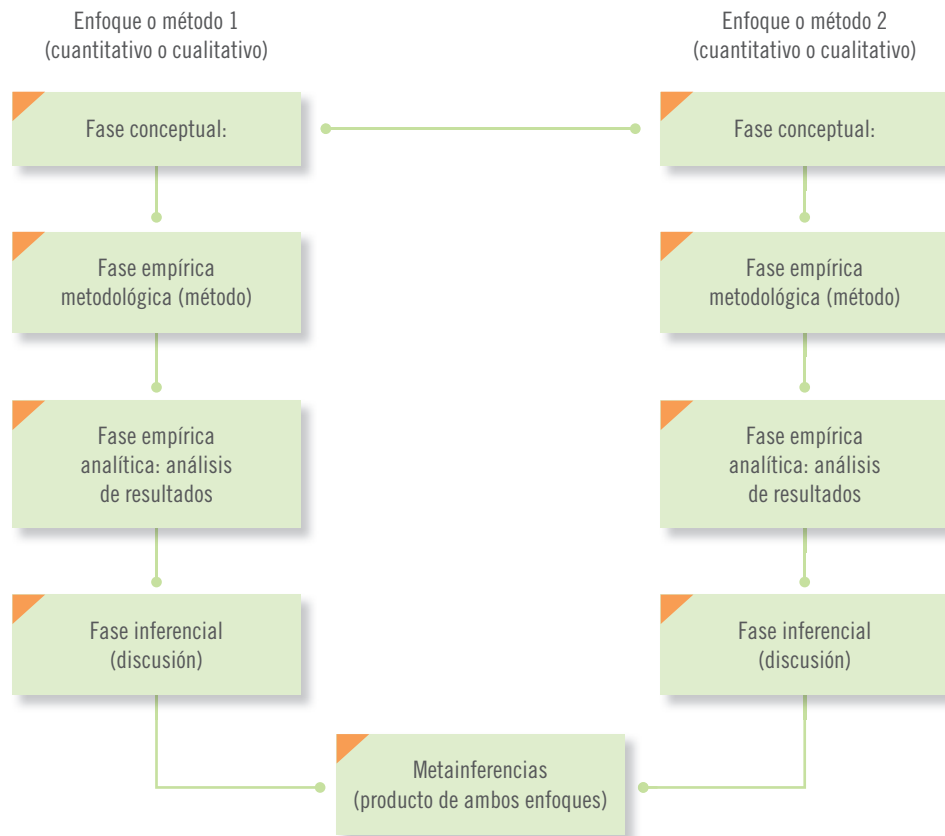 Enfoque o método 1
(cuantitativo o cualitativo)
Enfoque o método 2
(cuantitativo o cualitativo)
Fase conceptual:
Fase conceptual:
Fase empírica
metodológica (método)
Fase empírica
metodológica (método)
Fase empírica
analítica: análisis
de resultados
Fase empírica
analítica: análisis
de resultados
Fase inferencial
(discusión)
Fase inferencial
(discusión)
Metainferencias
(producto de ambos enfoques)